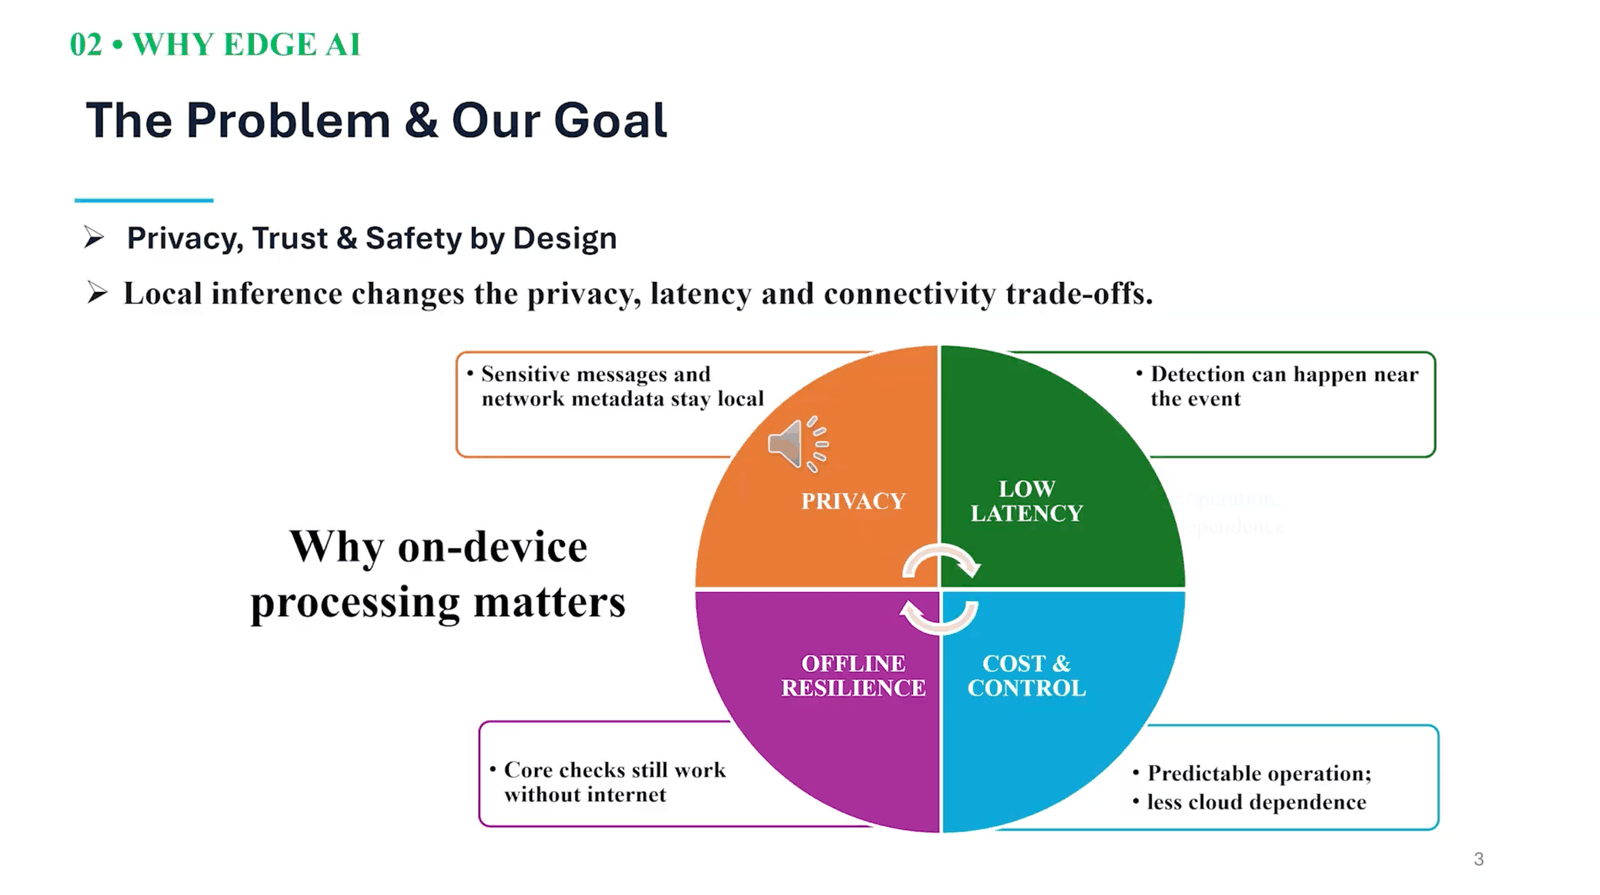 02 • WHY EDGE AI
The Problem & Our Goal
➢ Privacy, Trust & Safety by Design
➢ Local inference changes the privacy, latency and connectivity trade-offs.
• Sensitive messages and
network metadata stay local
• Detection can happen near
the event
PRIVACY
LOW
LATENCY
operation;
Why on-device
processing matters
OFFLINE
RESILIENCE
COST &
CONTROL
• Core checks still work
without internet
• Predictable operation;
• less cloud dependence
3